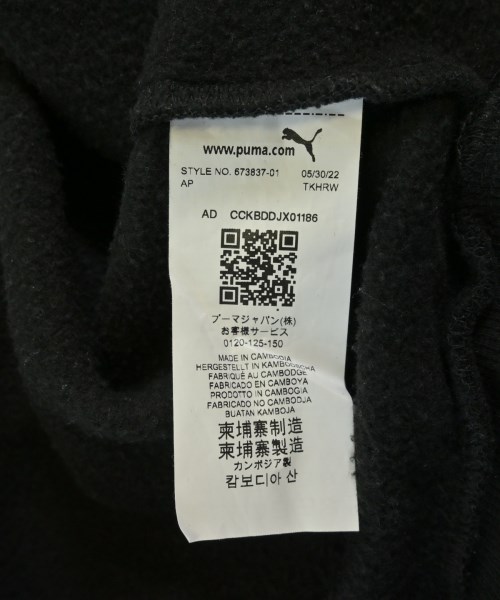 www.puma.com
STYLE NO. 673837-01 05/30/22
AP TKHRW
AD CCKBDDJX01186
プーマジャパン(株)
お客様サービス
0120-125-150
MADE IN CAMBODIA
HERGESTELLT IN KAMBODSCHA
FABRIQUÉ AU CAMBODGE
FABRICADO EN CAMBOYA
PRODOTTO IN CAMBOGIA
FABRICADO NO CAMBODJA
BUATAN KAMBOJA
柬埔寨制造
柬埔寨製造
カンボジア製
캄보디아 산